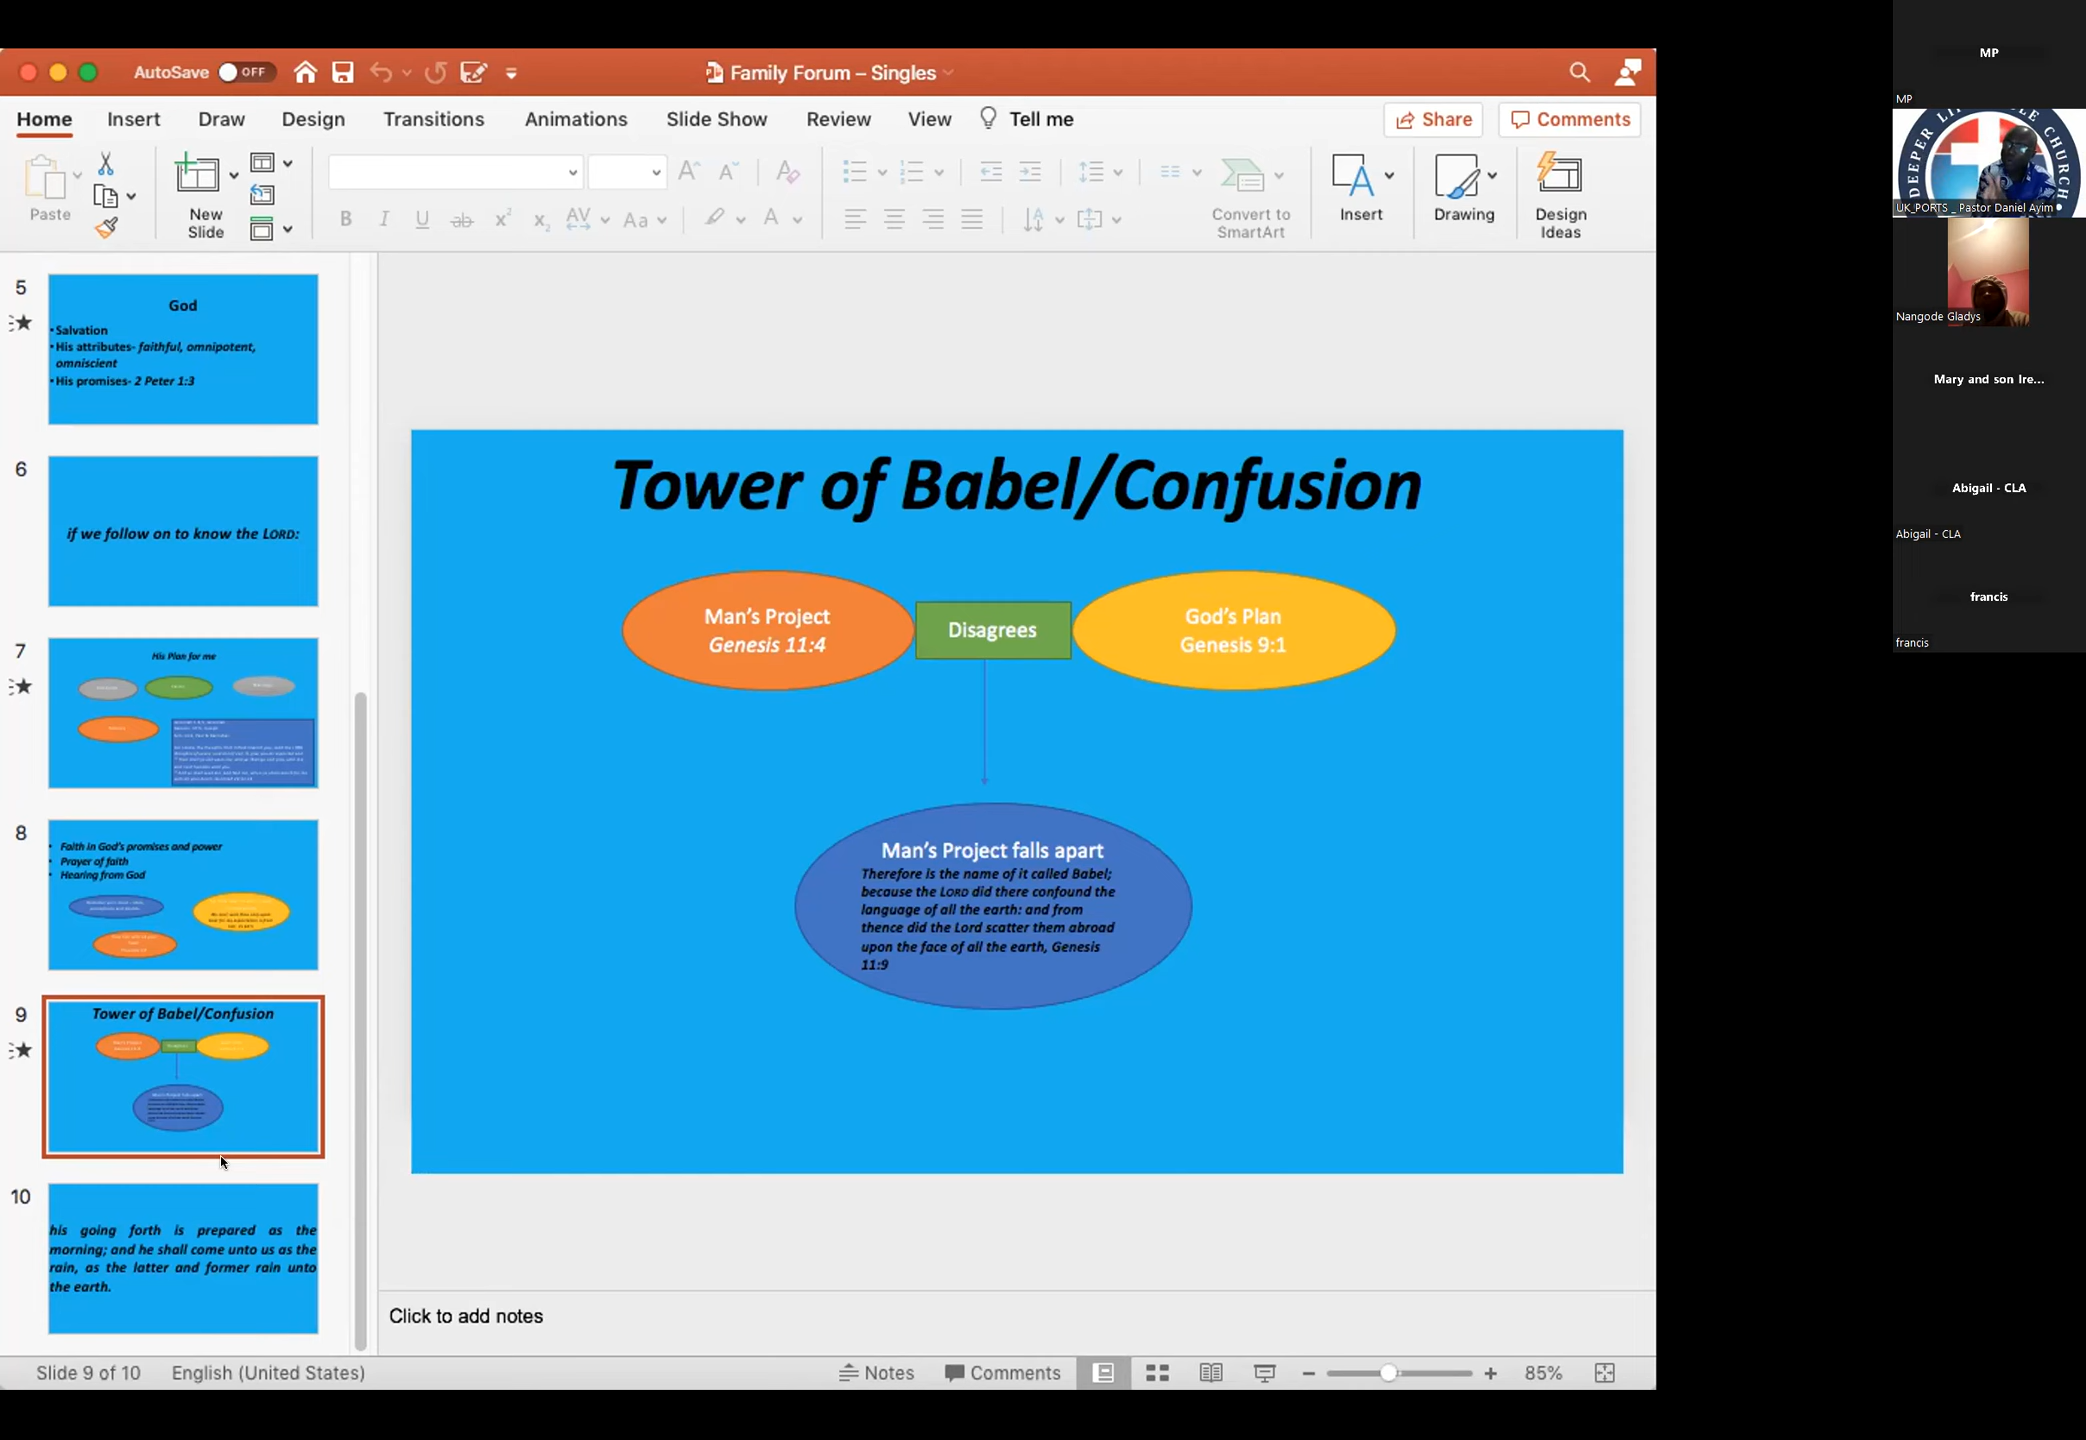 AutoSave OFF
Family Forum – Singles
Home Insert Draw Design Transitions Animations Slide Show Review View Tell me
Share Comments
Paste
New
Slide
Convert to
SmartArt
Insert
Drawing
Design
Ideas
5
God
• Salvation
• His attributes- faithful, omnipotent,
omniscient
• His promises- 2 Peter 1:3
6
if we follow on to know the LORD:
7
His Plan for me
8
• Faith in God's promises and power
• Prayer of faith
• Hearing from God
9
Tower of Babel/Confusion
10
his going forth is prepared as the
morning; and he shall come unto us as the
rain, as the latter and former rain unto
the earth.
Tower of Babel/Confusion
Man's Project
Genesis 11:4
Disagrees
God's Plan
Genesis 9:1
Man's Project falls apart
Therefore is the name of it called Babel;
because the LORD did there confound the
language of all the earth: and from
thence did the Lord scatter them abroad
upon the face of all the earth, Genesis
11:9
Click to add notes
Slide 9 of 10 English (United States)
Notes Comments 85%
MP
MP
DEEPER LI LE CHURCH
UK_PORTS _ Pastor Daniel Ayim
Nangode Gladys
Mary and son Ire...
Abigail - CLA
Abigail - CLA
francis
francis